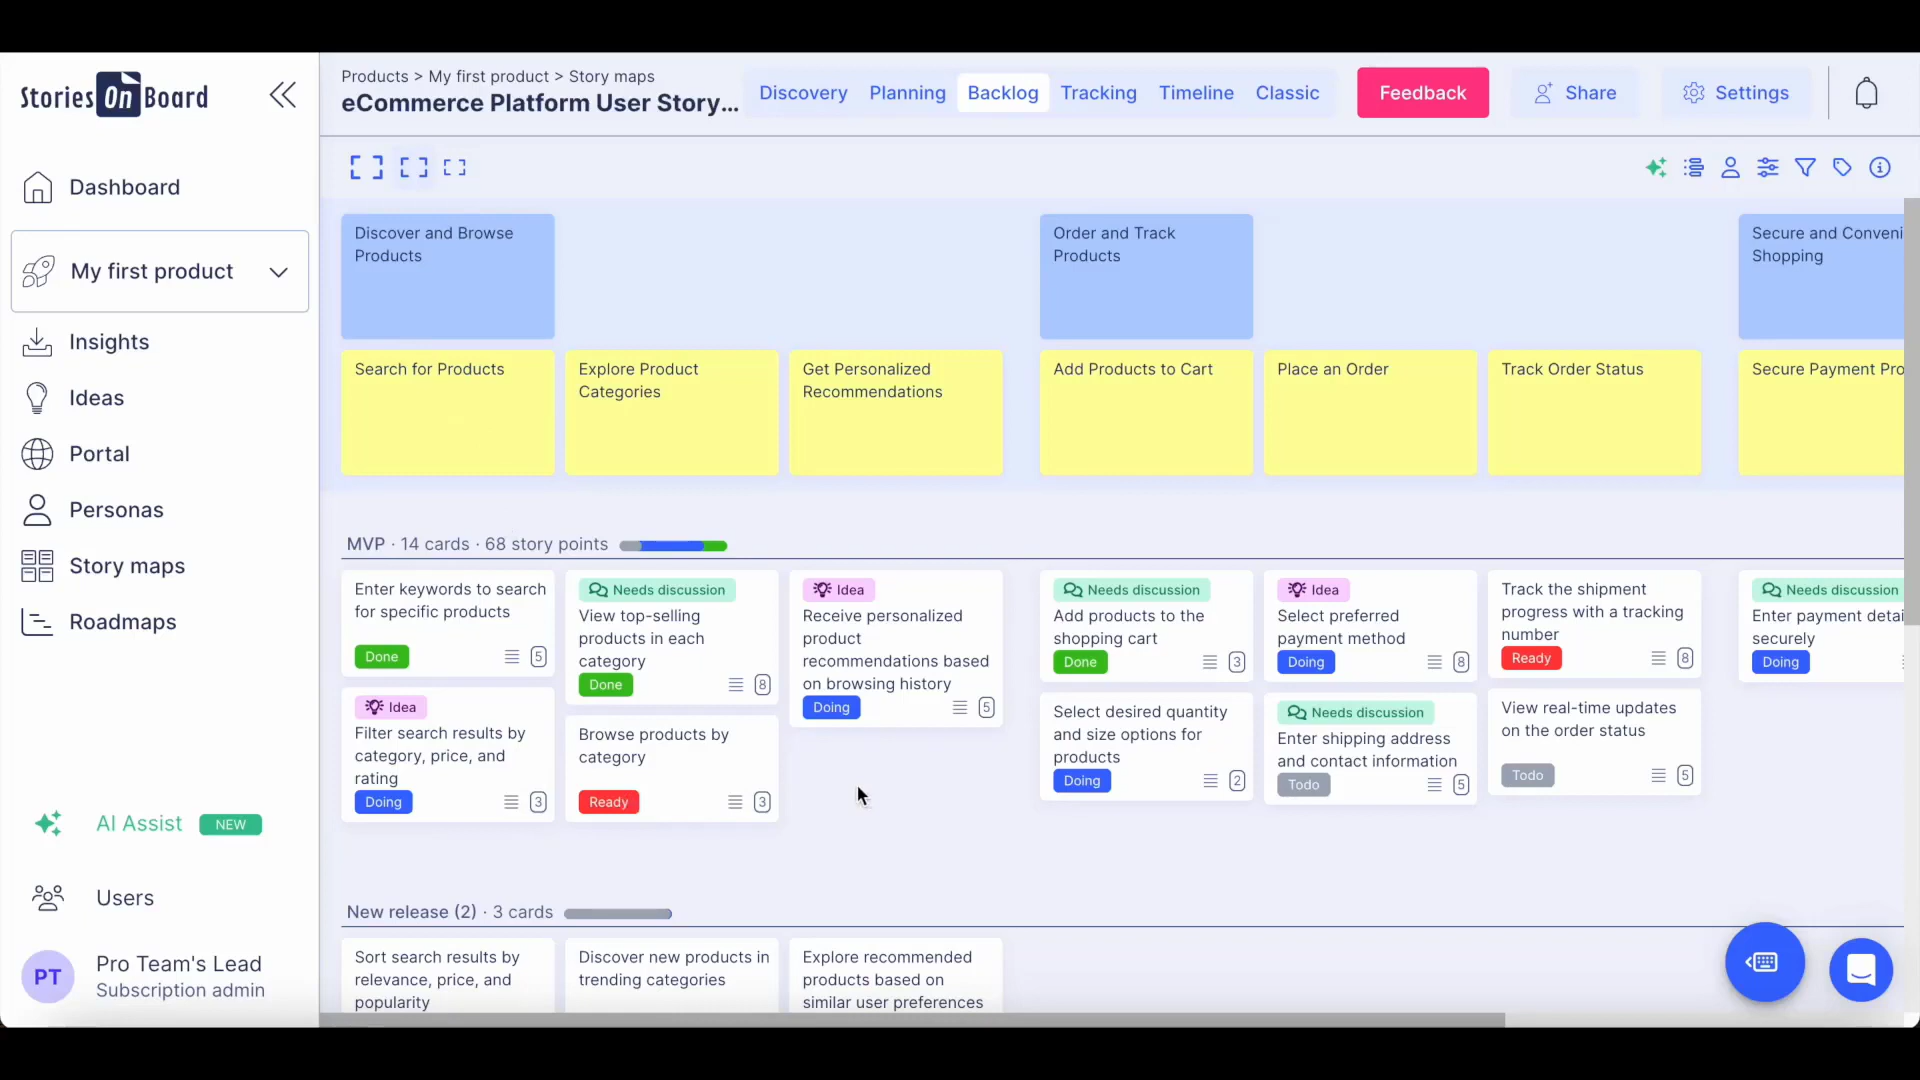 Stories On Board
Products > My first product > Story maps
eCommerce Platform User Story...
Discovery
Planning
Backlog
Tracking
Timeline
Classic
Feedback
Share
Settings
Dashboard
My first product
Insights
Ideas
Portal
Personas
Story maps
Roadmaps
AI Assist
NEW
Users
PT
Pro Team's Lead
Subscription admin
Discover and Browse
Products
Order and Track
Products
Secure and Conveni
Shopping
Search for Products
Explore Product
Categories
Get Personalized
Recommendations
Add Products to Cart
Place an Order
Track Order Status
Secure Payment Pro
MVP · 14 cards · 68 story points
Enter keywords to search
for specific products
Done
5
Idea
Filter search results by
category, price, and
rating
Doing
3
Needs discussion
View top-selling
products in each
category
Done
8
Browse products by
category
Ready
3
Idea
Receive personalized
product
recommendations based
on browsing history
Doing
5
Needs discussion
Add products to the
shopping cart
Done
3
Select desired quantity
and size options for
products
Doing
2
Idea
Select preferred
payment method
Doing
8
Needs discussion
Enter shipping address
and contact information
Todo
5
Track the shipment
progress with a tracking
number
Ready
8
View real-time updates
on the order status
Todo
5
Needs discussion
Enter payment detai
securely
Doing
New release (2) · 3 cards
Sort search results by
relevance, price, and
popularity
Discover new products in
trending categories
Explore recommended
products based on
similar user preferences